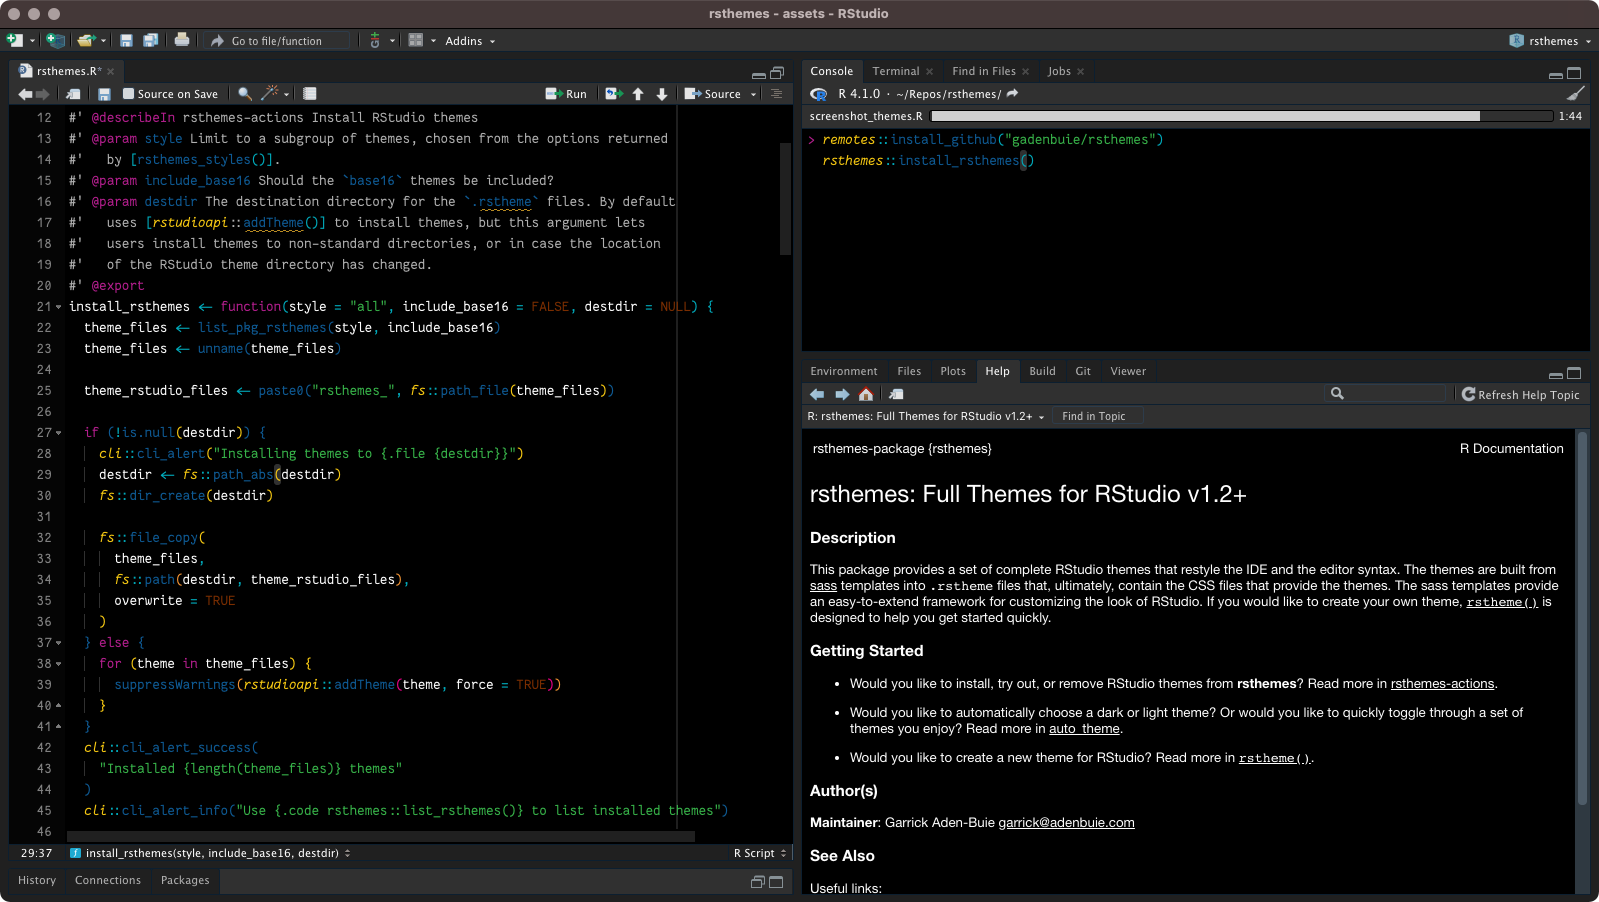 rsthemes - assets - RStudio
Go to file/function
Addins
rsthemes
rsthemes.R*
Source on Save
Run
Source
12 #' @describeIn rsthemes-actions Install RStudio themes
13 #' @param style Limit to a subgroup of themes, chosen from the options returned
14 #'   by [rsthemes_styles()].
15 #' @param include_base16 Should the `base16` themes be included?
16 #' @param destdir The destination directory for the `.rstheme` files. By default
17 #'   uses [rstudioapi::addTheme()] to install themes, but this argument lets
18 #'   users install themes to non-standard directories, or in case the location
19 #'   of the RStudio theme directory has changed.
20 #' @export
21 install_rsthemes <- function(style = "all", include_base16 = FALSE, destdir = NULL) {
22   theme_files <- list_pkg_rsthemes(style, include_base16)
23   theme_files <- unname(theme_files)
24
25   theme_rstudio_files <- paste0("rsthemes_", fs::path_file(theme_files))
26
27   if (!is.null(destdir)) {
28     cli::cli_alert("Installing themes to {.file {destdir}}")
29     destdir <- fs::path_abs(destdir)
30     fs::dir_create(destdir)
31
32     fs::file_copy(
33       theme_files,
34       fs::path(destdir, theme_rstudio_files),
35       overwrite = TRUE
36     )
37   } else {
38     for (theme in theme_files) {
39       suppressWarnings(rstudioapi::addTheme(theme, force = TRUE))
40     }
41   }
42   cli::cli_alert_success(
43     "Installed {length(theme_files)} themes"
44   )
45   cli::cli_alert_info("Use {.code rsthemes::list_rsthemes()} to list installed themes")
46
29:37 install_rsthemes(style, include_base16, destdir) R Script
History Connections Packages
Console Terminal Find in Files Jobs
R 4.1.0 · ~/Repos/rsthemes/
screenshot_themes.R 1:44
> remotes::install_github("gadenbuie/rsthemes")
rsthemes::install_rsthemes()
Environment Files Plots Help Build Git Viewer
Refresh Help Topic
R: rsthemes: Full Themes for RStudio v1.2+ Find in Topic
rsthemes-package {rsthemes} R Documentation
rsthemes: Full Themes for RStudio v1.2+
Description
This package provides a set of complete RStudio themes that restyle the IDE and the editor syntax. The themes are built from
sass templates into .rstheme files that, ultimately, contain the CSS files that provide the themes. The sass templates provide
an easy-to-extend framework for customizing the look of RStudio. If you would like to create your own theme, rstheme() is
designed to help you get started quickly.
Getting Started
• Would you like to install, try out, or remove RStudio themes from rsthemes? Read more in rsthemes-actions.
• Would you like to automatically choose a dark or light theme? Or would you like to quickly toggle through a set of
themes you enjoy? Read more in auto_theme.
• Would you like to create a new theme for RStudio? Read more in rstheme().
Author(s)
Maintainer: Garrick Aden-Buie garrick@adenbuie.com
See Also
Useful links: